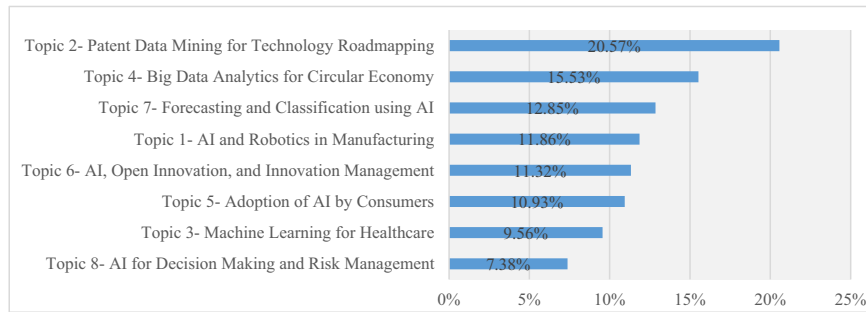 Topic 2- Patent Data Mining for Technology Roadmapping 20.57%
Topic 4- Big Data Analytics for Circular Economy 15.53%
Topic 7- Forecasting and Classification using AI 12.85%
Topic 1- AI and Robotics in Manufacturing 11.86%
Topic 6- AI, Open Innovation, and Innovation Management 11.32%
Topic 5- Adoption of AI by Consumers 10.93%
Topic 3- Machine Learning for Healthcare 9.56%
Topic 8- AI for Decision Making and Risk Management 7.38%
0% 5% 10% 15% 20% 25%